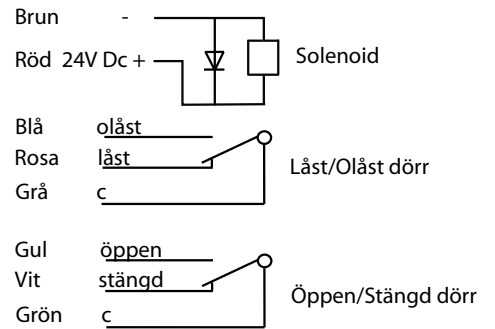 Brun -
Röd 24V Dc + Solenoid
Blå olåst
Rosa låst Låst/Olåst dörr
Grå c
Gul öppen
Vit stängd Öppen/Stängd dörr
Grön c